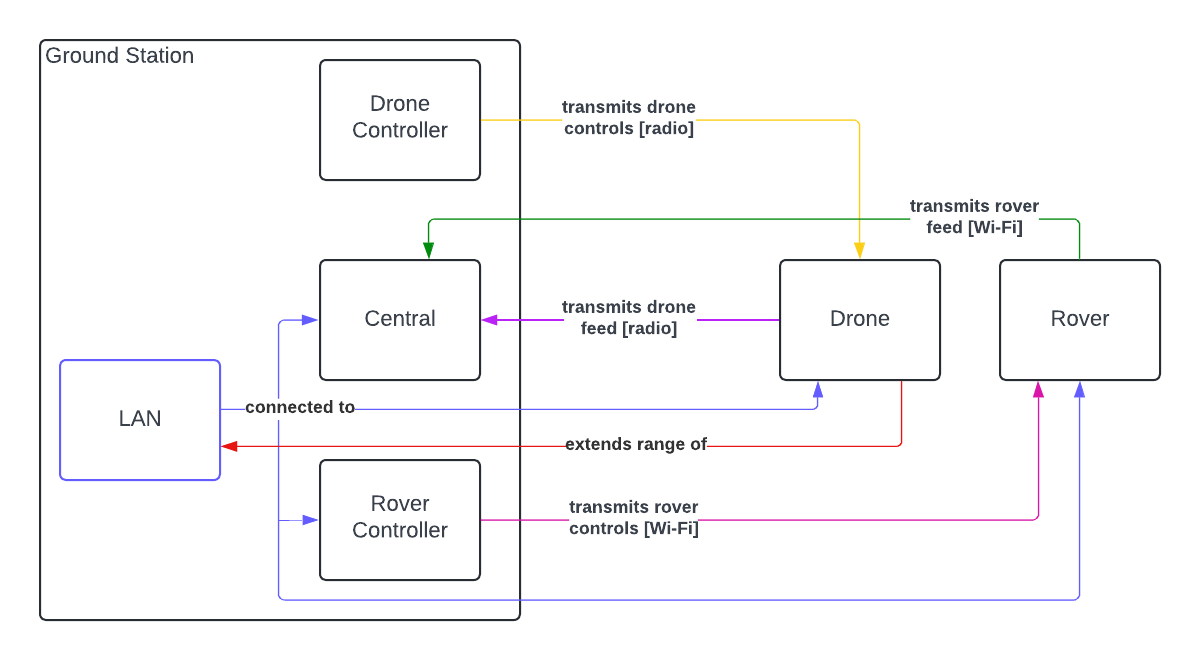 Ground Station
Drone
Controller
transmits drone
controls [radio]
transmits rover
feed [Wi-Fi]
Central
transmits drone
feed [radio]
Drone
Rover
LAN
connected to
extends range of
Rover
Controller
transmits rover
controls [Wi-Fi]